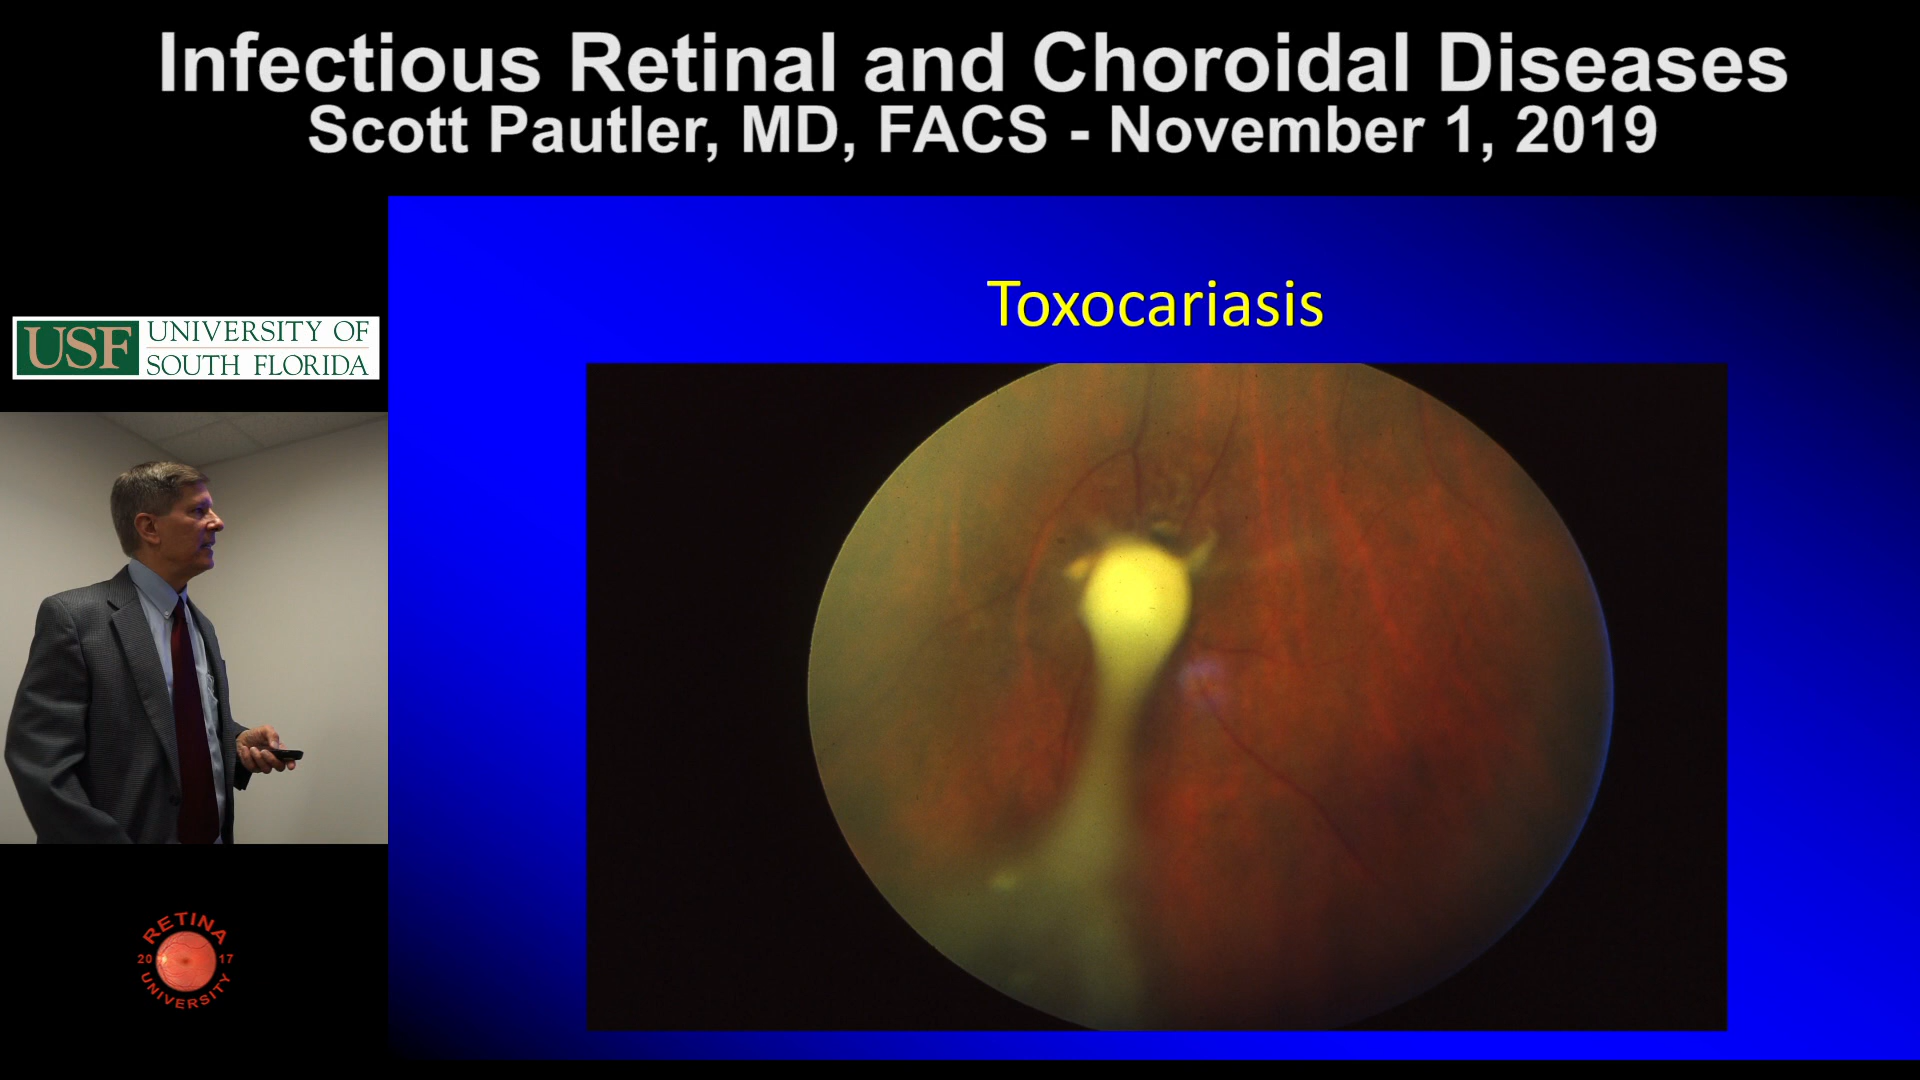 Infectious Retinal and Choroidal Diseases
Scott Pautler, MD, FACS - November 1, 2019
USF UNIVERSITY OF
SOUTH FLORIDA
Toxocariasis
RETINA
20 17
UNIVERSITY